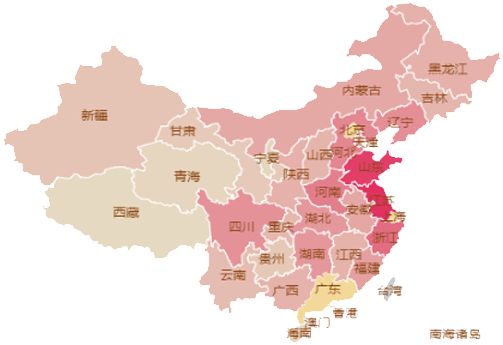 黑龙江
内蒙古
吉林
新疆
辽宁
北京
甘肃
天津
河北
山西
宁夏
山东
青海
陕西
河南
江苏
西藏
安徽
上海
四川
重庆
湖北
浙江
湖南
江西
贵州
福建
云南
广西
广东
台湾
香港
澳门
海南
南海诸岛